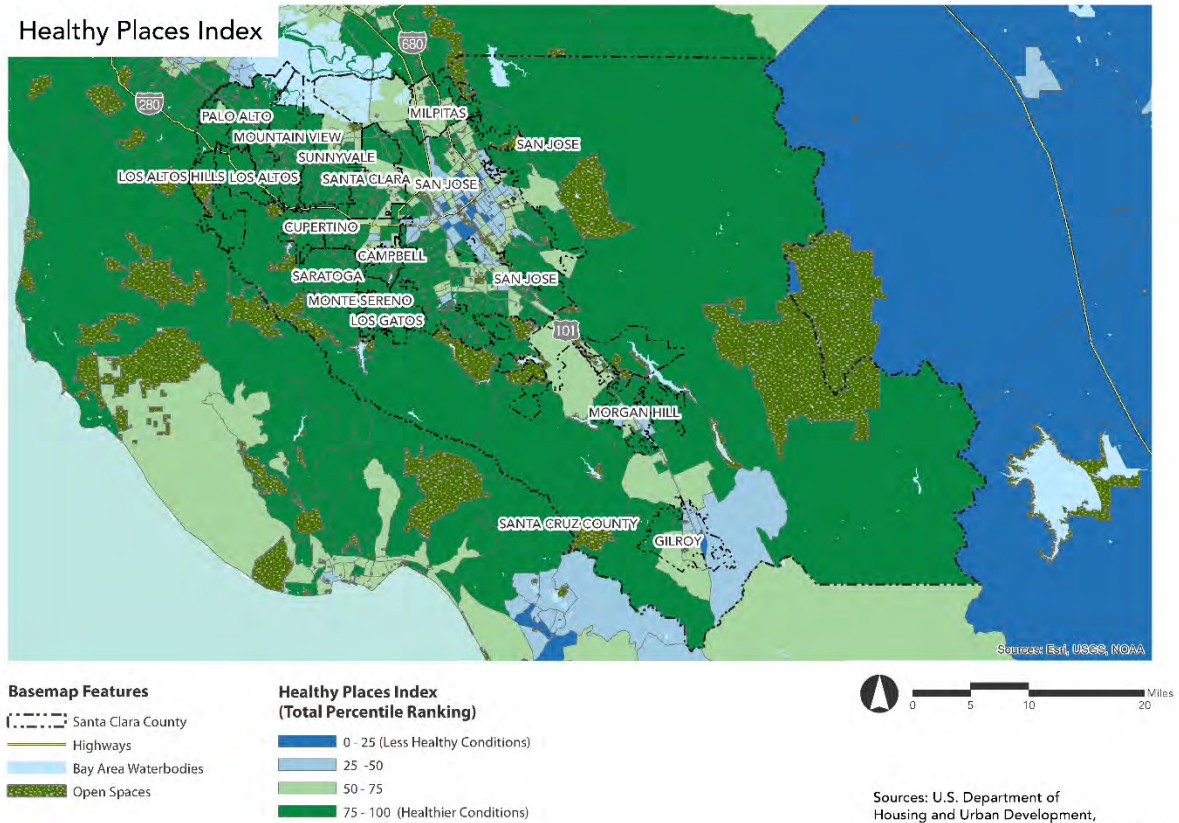 Healthy Places Index
680
280
PALO ALTO
MILPITAS
MOUNTAIN VIEW
SAN JOSE
SUNNYVALE
LOS ALTOS HILLS
LOS ALTOS
SANTA CLARA
SAN JOSE
CUPERTINO
CAMPBELL
SARATOGA
SAN JOSE
MONTE SERENO
LOS GATOS
101
MORGAN HILL
SANTA CRUZ COUNTY
GILROY
Sources: Esri, USGS, NOAA
Basemap Features
Santa Clara County
Highways
Bay Area Waterbodies
Open Spaces
Healthy Places Index
(Total Percentile Ranking)
0 - 25 (Less Healthy Conditions)
25 -50
50 - 75
75 - 100 (Healthier Conditions)
Miles
0 5 10 20
Sources: U.S. Department of
Housing and Urban Development,